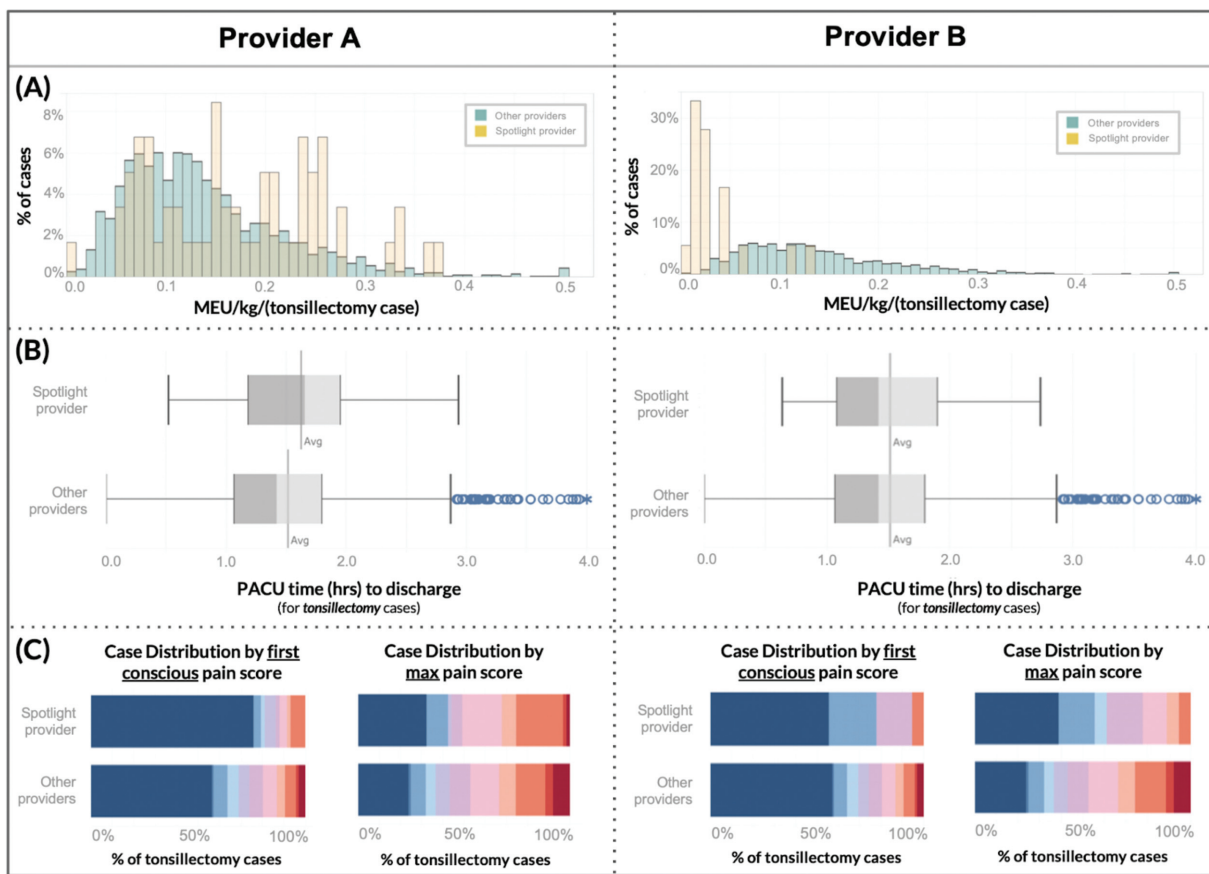 Provider A
Provider B
(A)
8%
6%
4%
2%
0%
% of cases
Other providers
Spotlight provider
0.0 0.1 0.2 0.3 0.4 0.5
MEU/kg/(tonsillectomy case)
30%
20%
10%
0%
% of cases
Other providers
Spotlight provider
0.0 0.1 0.2 0.3 0.4 0.5
MEU/kg/(tonsillectomy case)
(B)
Spotlight
provider
Avg
Other
providers
Avg
0.0 1.0 2.0 3.0 4.0
PACU time (hrs) to discharge
(for tonsillectomy cases)
Spotlight
provider
Avg
Other
providers
Avg
0.0 1.0 2.0 3.0 4.0
PACU time (hrs) to discharge
(for tonsillectomy cases)
(C)
Case Distribution by first
conscious pain score
Case Distribution by
max pain score
Spotlight
provider
Other
providers
0% 50% 100%
% of tonsillectomy cases
0% 50% 100%
% of tonsillectomy cases
Case Distribution by first
conscious pain score
Case Distribution by
max pain score
Spotlight
provider
Other
providers
0% 50% 100%
% of tonsillectomy cases
0% 50% 100%
% of tonsillectomy cases